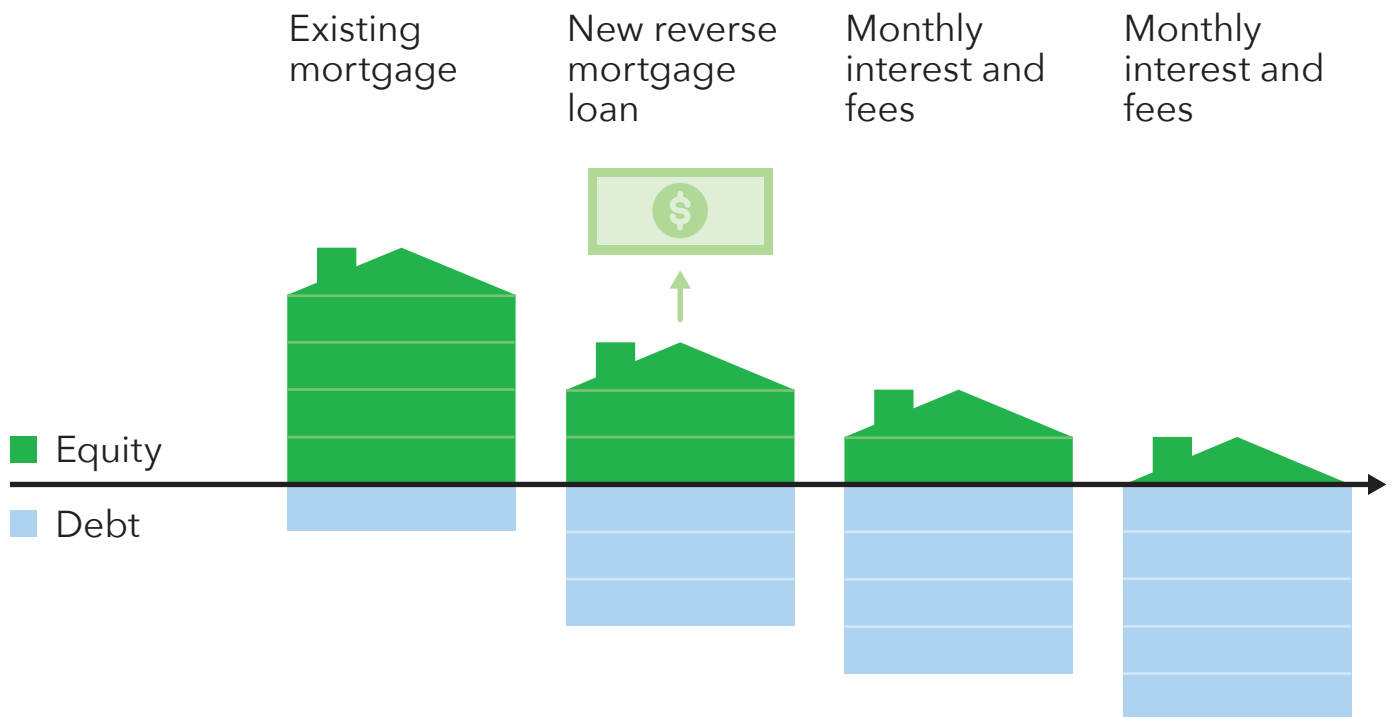 Existing
mortgage
New reverse
mortgage
loan
Monthly
interest and
fees
Monthly
interest and
fees
$
Equity
Debt